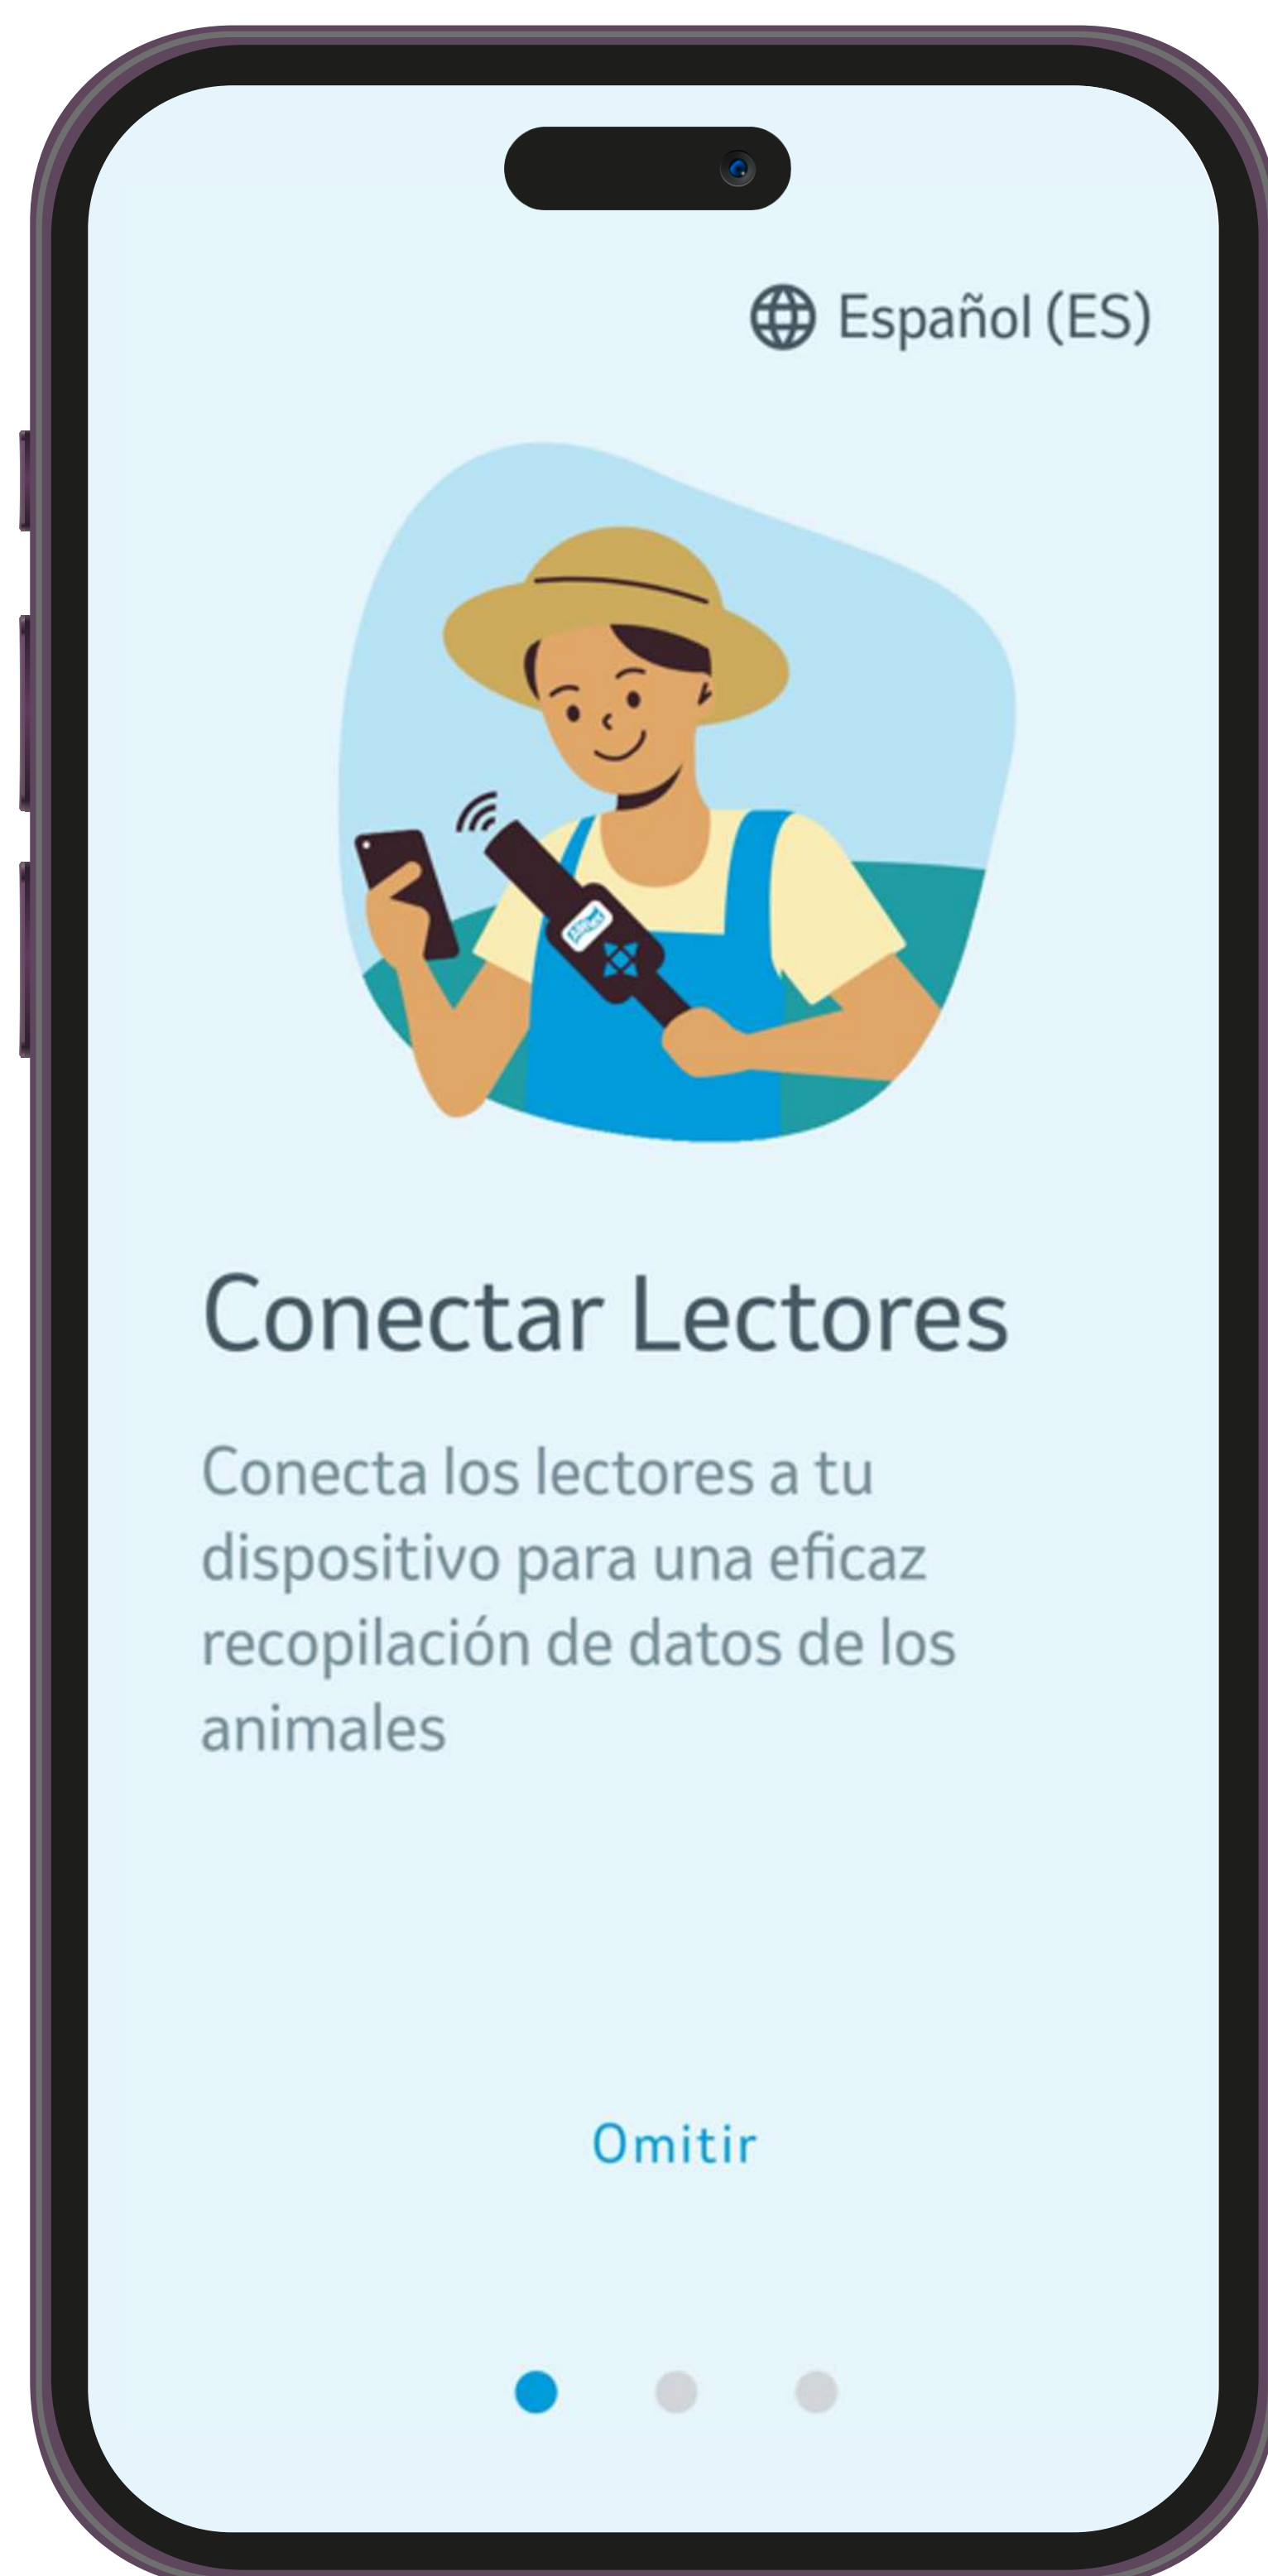 Español (ES)
Conectar Lectores
Conecta los lectores a tu
dispositivo para una eficaz
recopilación de datos de los
animales
Omitir